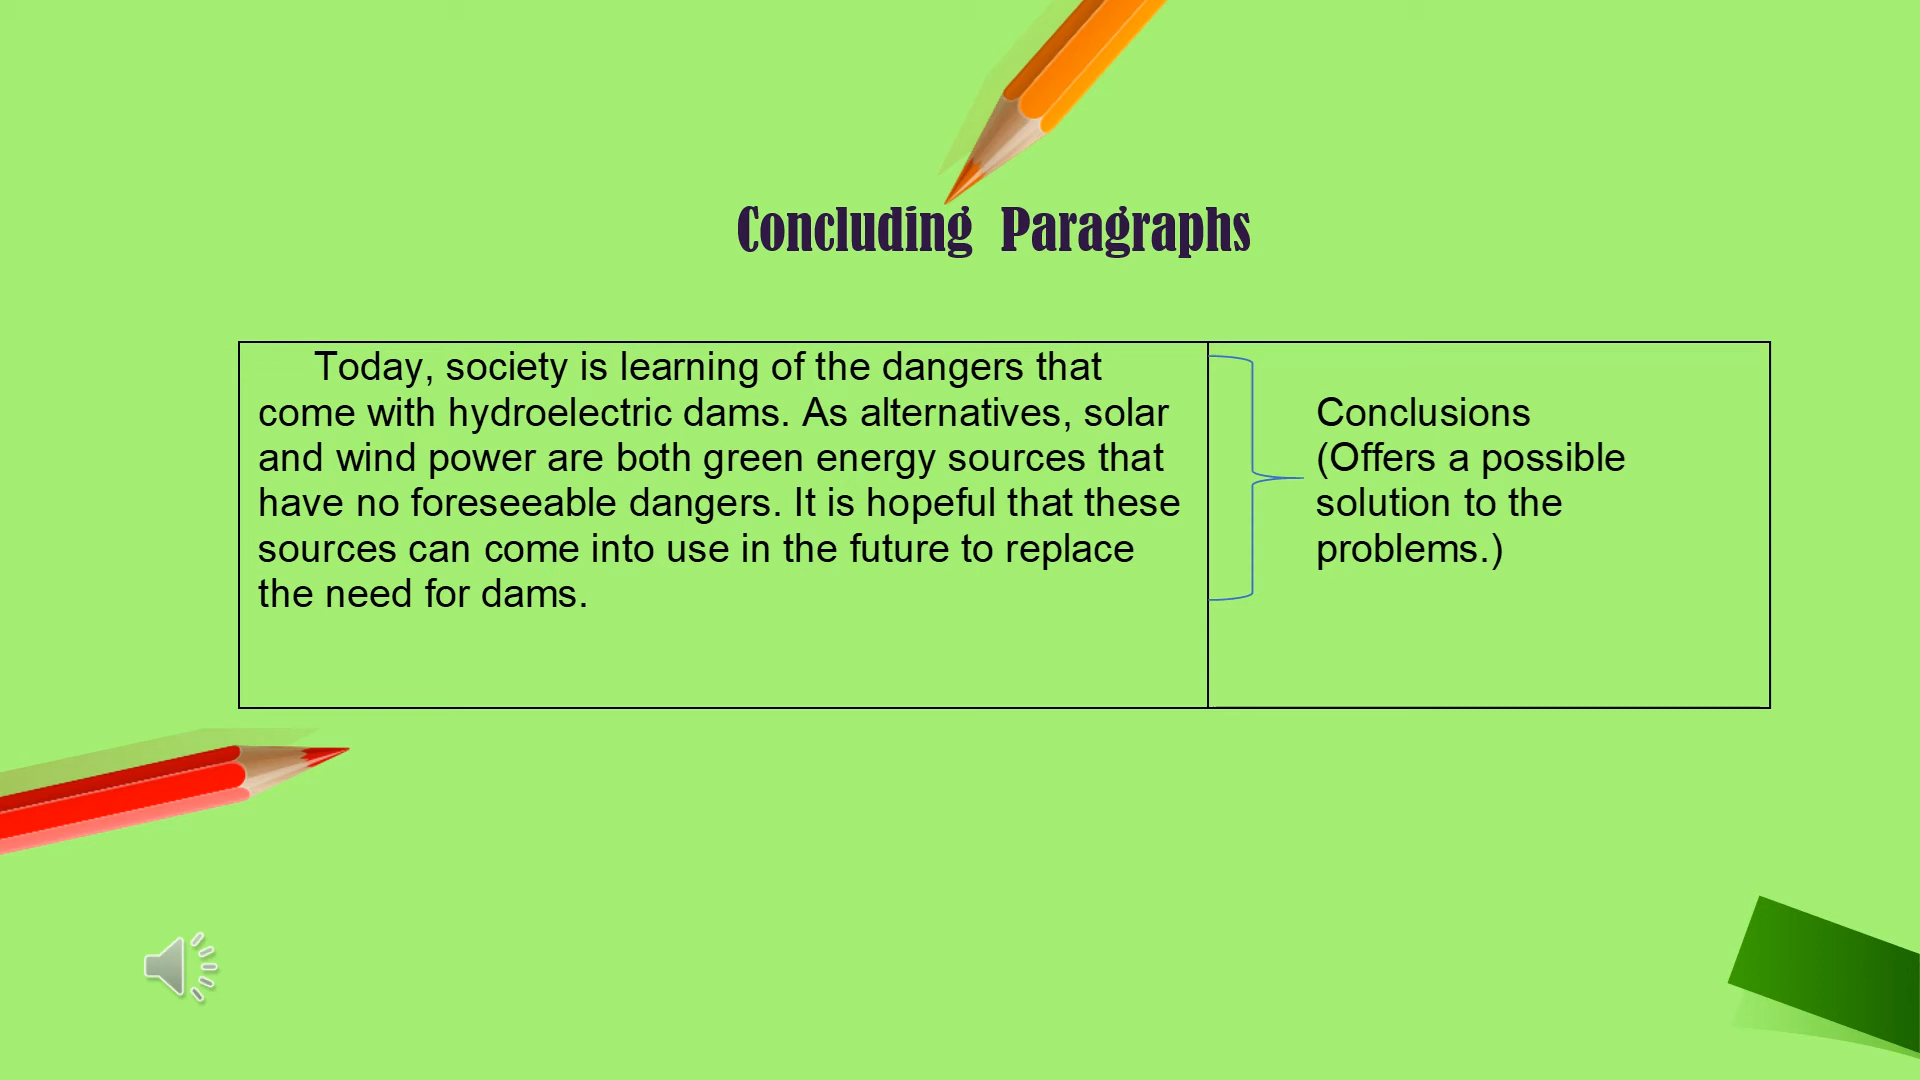 Concluding Paragraphs
Today, society is learning of the dangers that
come with hydroelectric dams. As alternatives, solar
and wind power are both green energy sources that
have no foreseeable dangers. It is hopeful that these
sources can come into use in the future to replace
the need for dams.
Conclusions
(Offers a possible
solution to the
problems.)